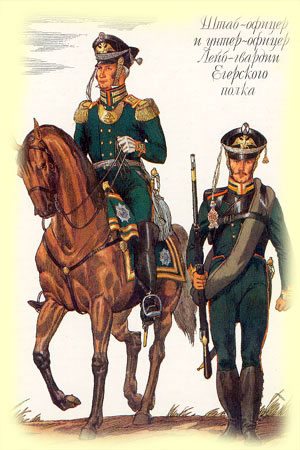 Штаб-офицер
и унтер-офицер
Лейб-гвардии
Егерского
полка